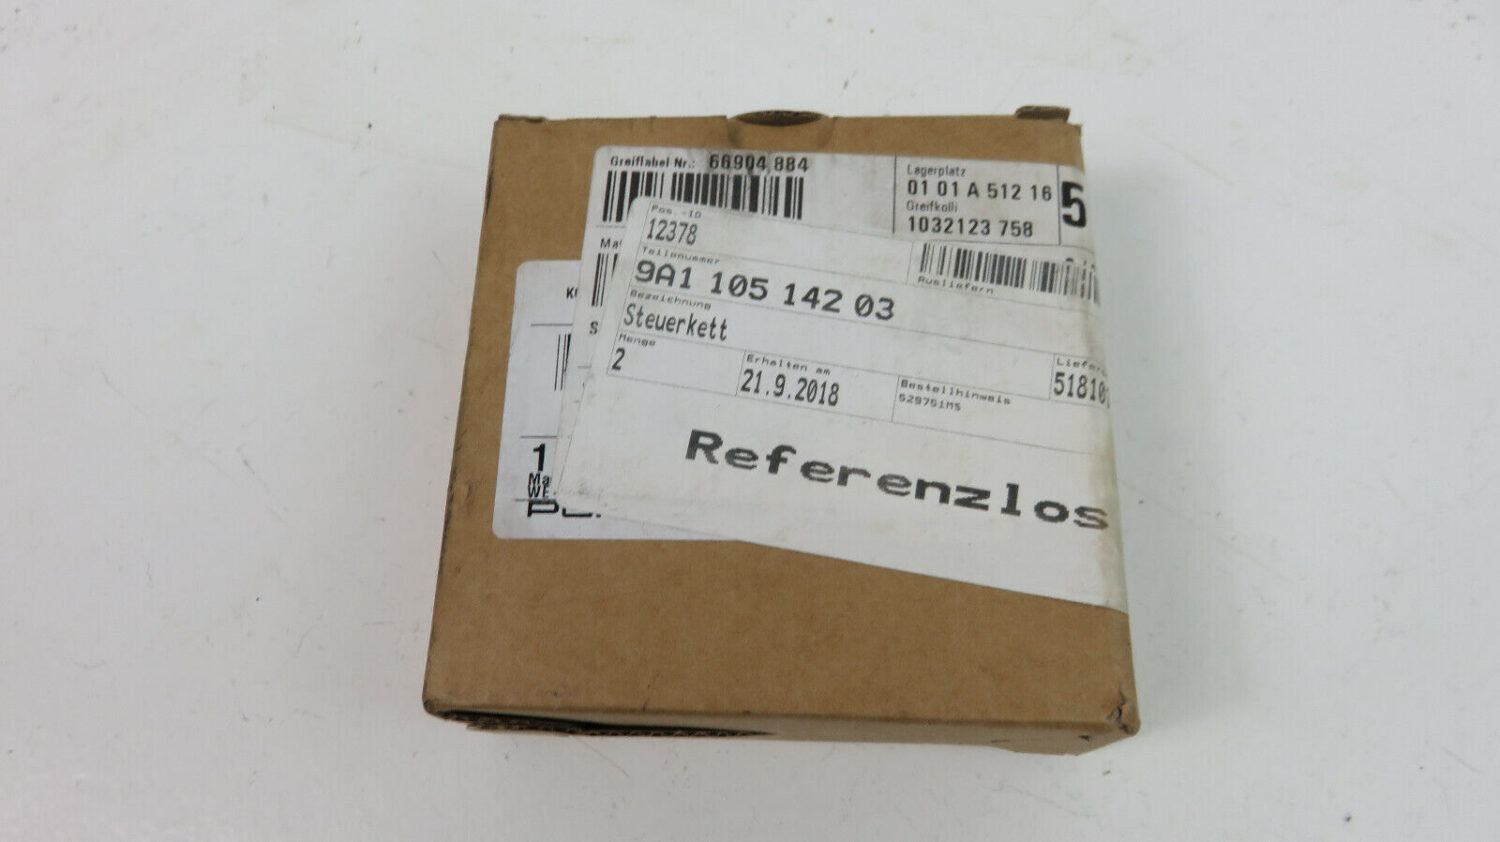 Greiflabel Nr.: 66904 884
Lagerplatz
01 01 A 512 16
Greifkolli
1032123 758
5
Pos.-ID
12378
Teilenummer
9A1 105 142 03
Ausliefern
Bezeichnung
Steuerkett
Menge
2
Erhalten am
21.9.2018
Bestellhinweis
529751MS
Referenzlos
1